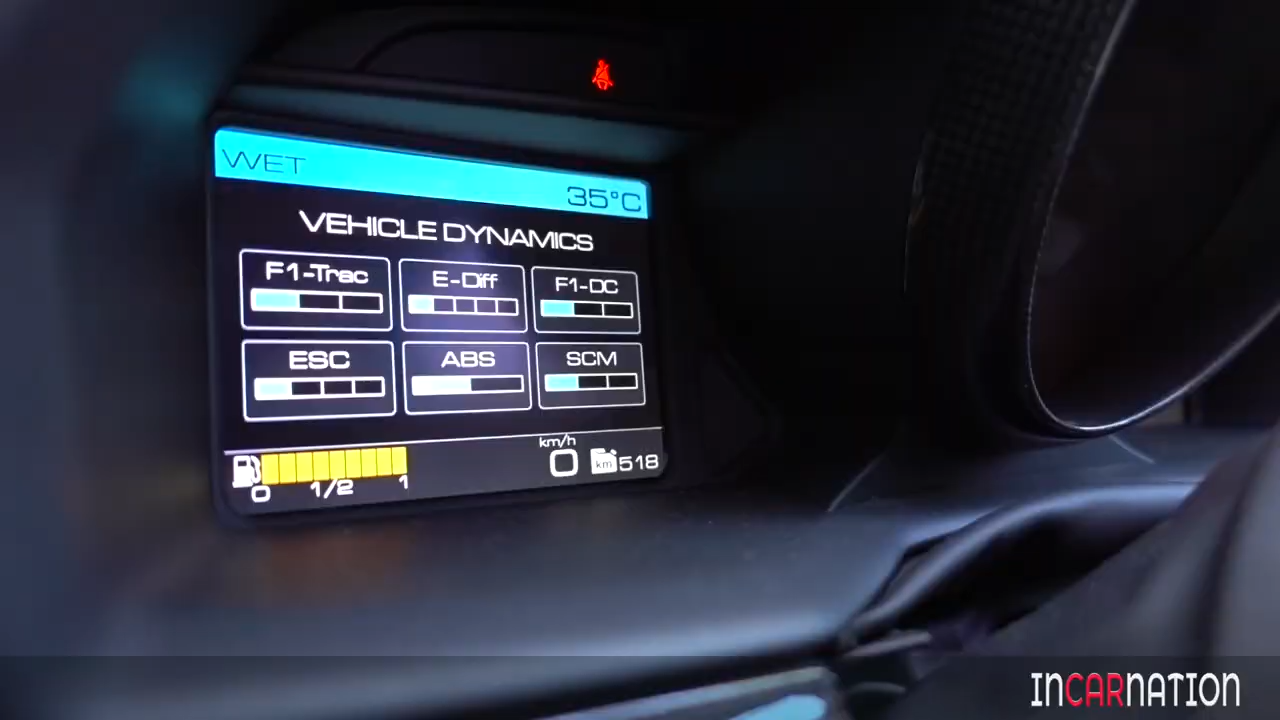 WET
35°C
VEHICLE DYNAMICS
F1-Trac E-Diff F1-DC
ESC ABS SCM
km/h
0 km 518
0 1/2 1
INCARNATION